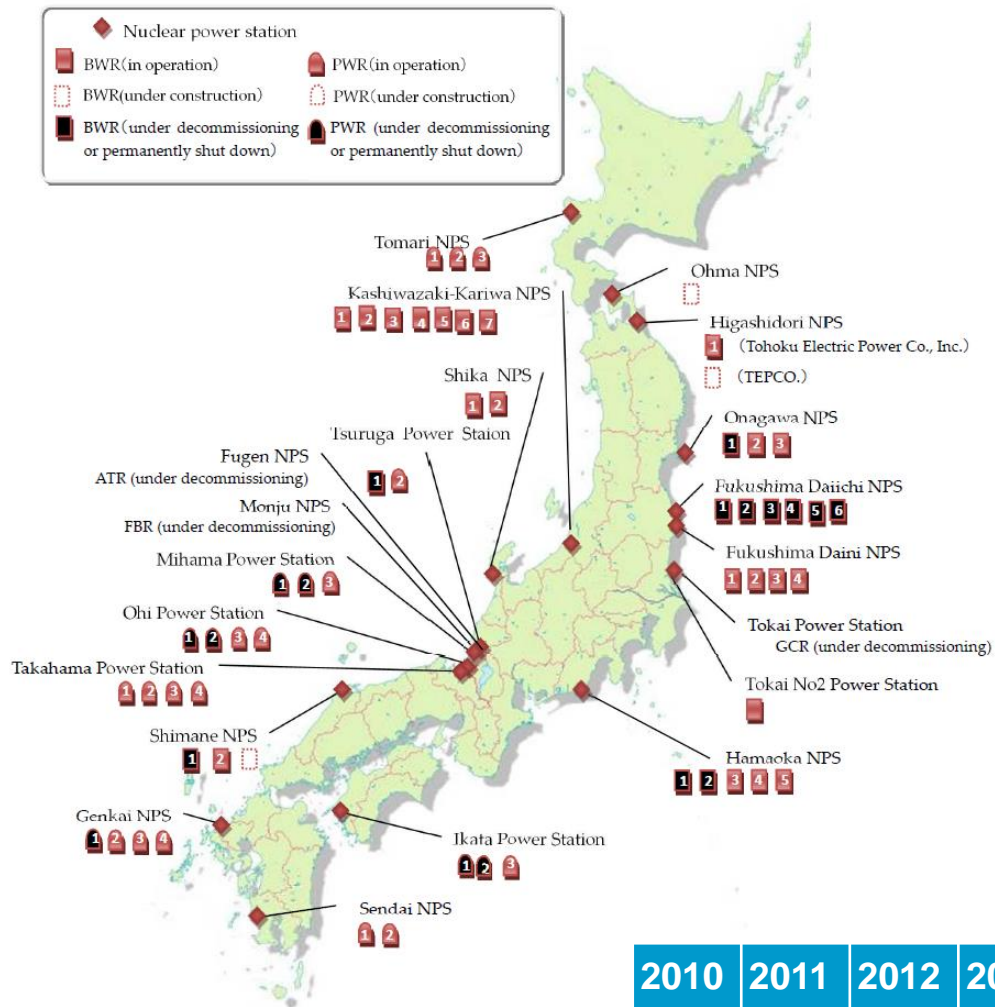 Nuclear power station
BWR(in operation)
PWR(in operation)
BWR(under construction)
PWR(under construction)
BWR(under decommissioning
or permanently shut down)
PWR (under decommissioning
or permanently shut down)
Tomari NPS
1 2 3
Ohma NPS
Kashiwazaki-Kariwa NPS
1 2 3 4 5 6 7
Higashidori NPS
1 (Tohoku Electric Power Co., Inc.)
(TEPCO.)
Shika NPS
1 2
Tsuruga Power Staion
1 2
Onagawa NPS
1 2 3
Fugen NPS
ATR (under decommissioning)
Fukushima Daiichi NPS
1 2 3 4 5 6
Monju NPS
FBR (under decommissioning)
Fukushima Daini NPS
1 2 3 4
Mihama Power Station
1 2 3
Ohi Power Station
1 2 3 4
Tokai Power Station
GCR (under decommissioning)
Takahama Power Station
1 2 3 4
Tokai No2 Power Station
Shimane NPS
1 2
Hamaoka NPS
1 2 3 4 5
Genkai NPS
1 2 3 4
Ikata Power Station
1 2 3
Sendai NPS
1 2
2010 2011 2012 2